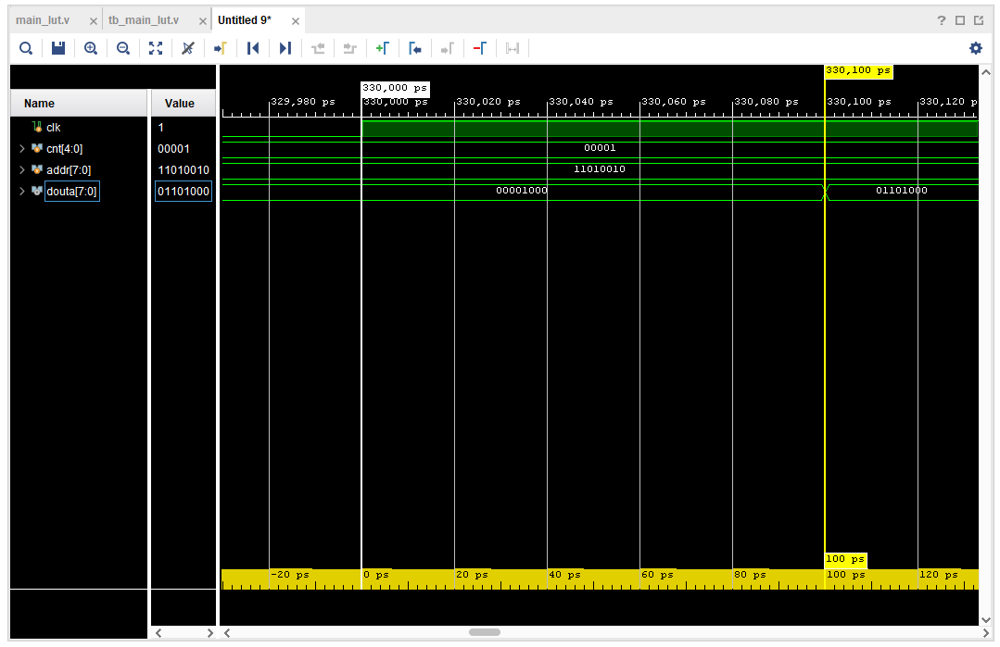 main_lut.v × tb_main_lut.v × Untitled 9* ×
?
330,100 ps
330,000 ps
Name Value
329,980 ps 330,000 ps 330,020 ps 330,040 ps 330,060 ps 330,080 ps 330,100 ps 330,120 p
clk 1
cnt[4:0] 00001 00001
addr[7:0] 11010010 11010010
douta[7:0] 01101000 00001000 01101000
100 ps
-20 ps 0 ps 20 ps 40 ps 60 ps 80 ps 100 ps 120 ps